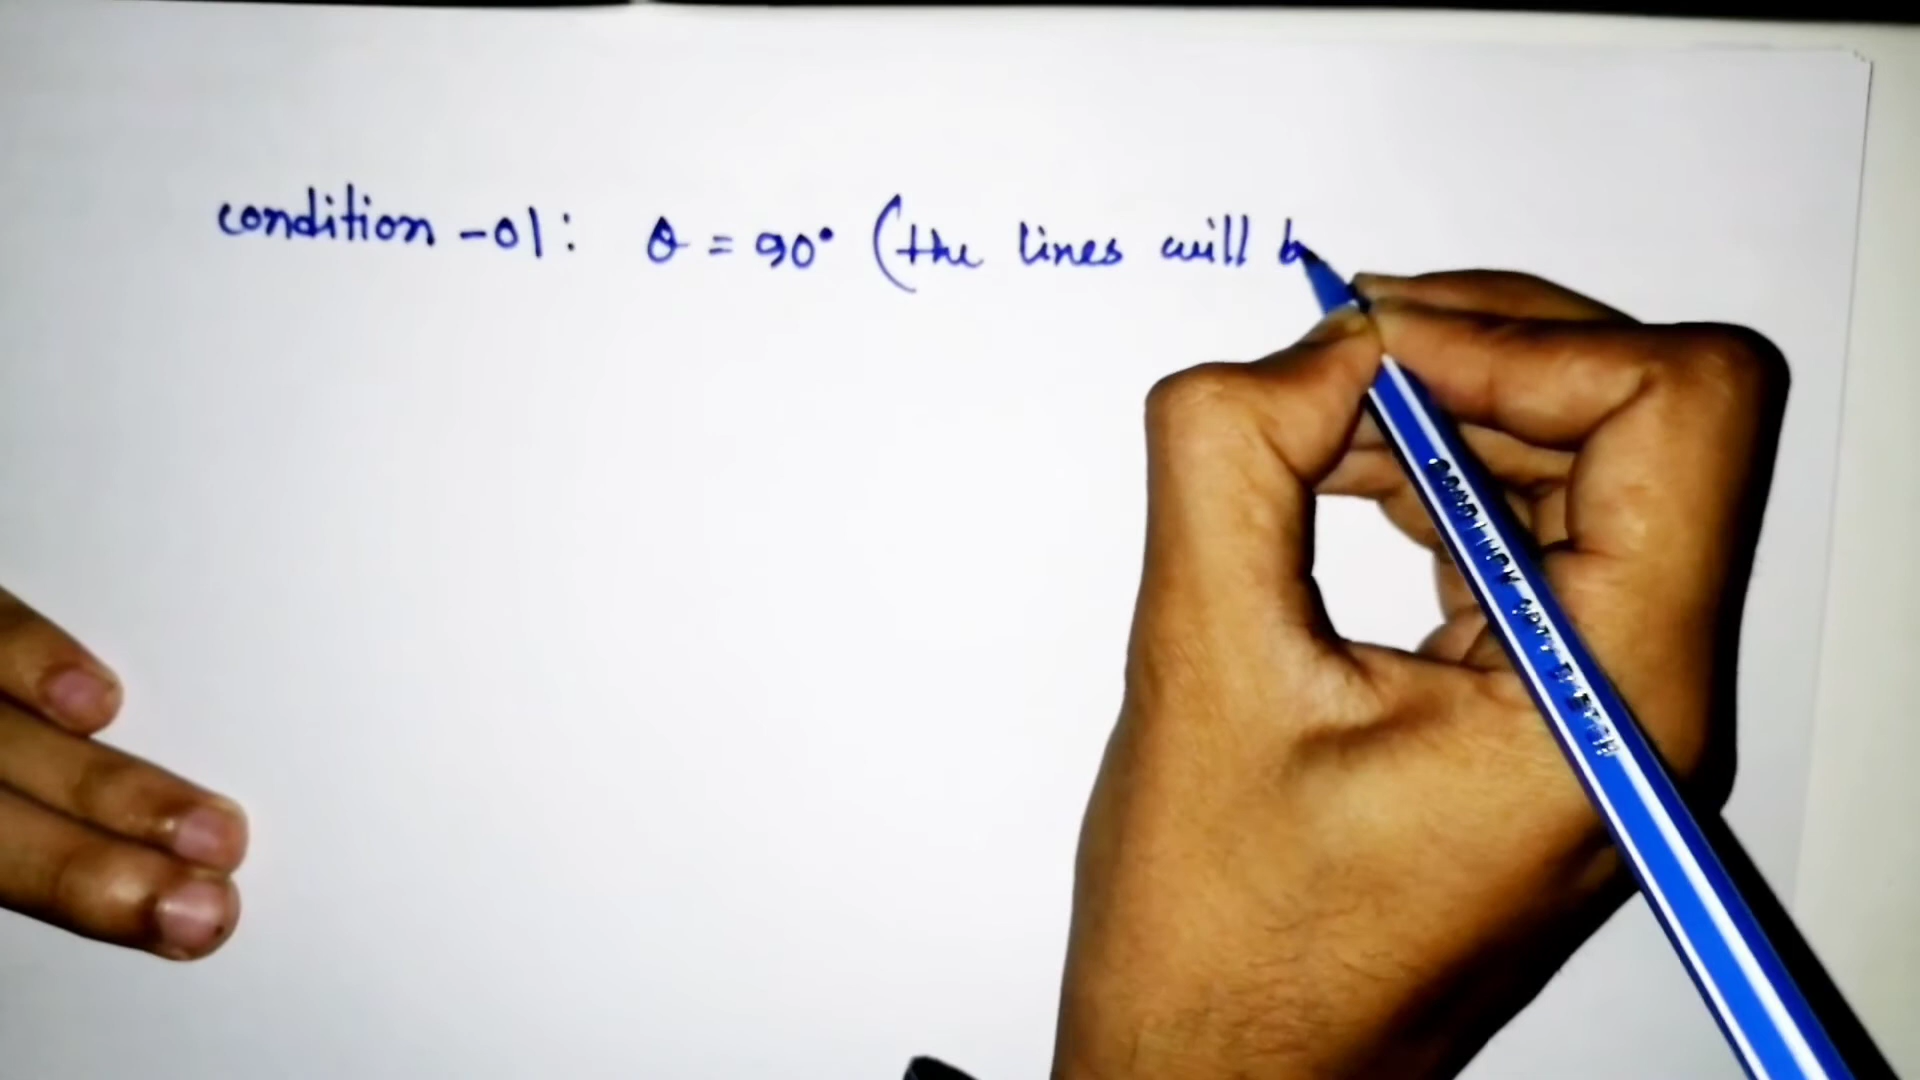 condition -01: θ = 90° (the lines will b